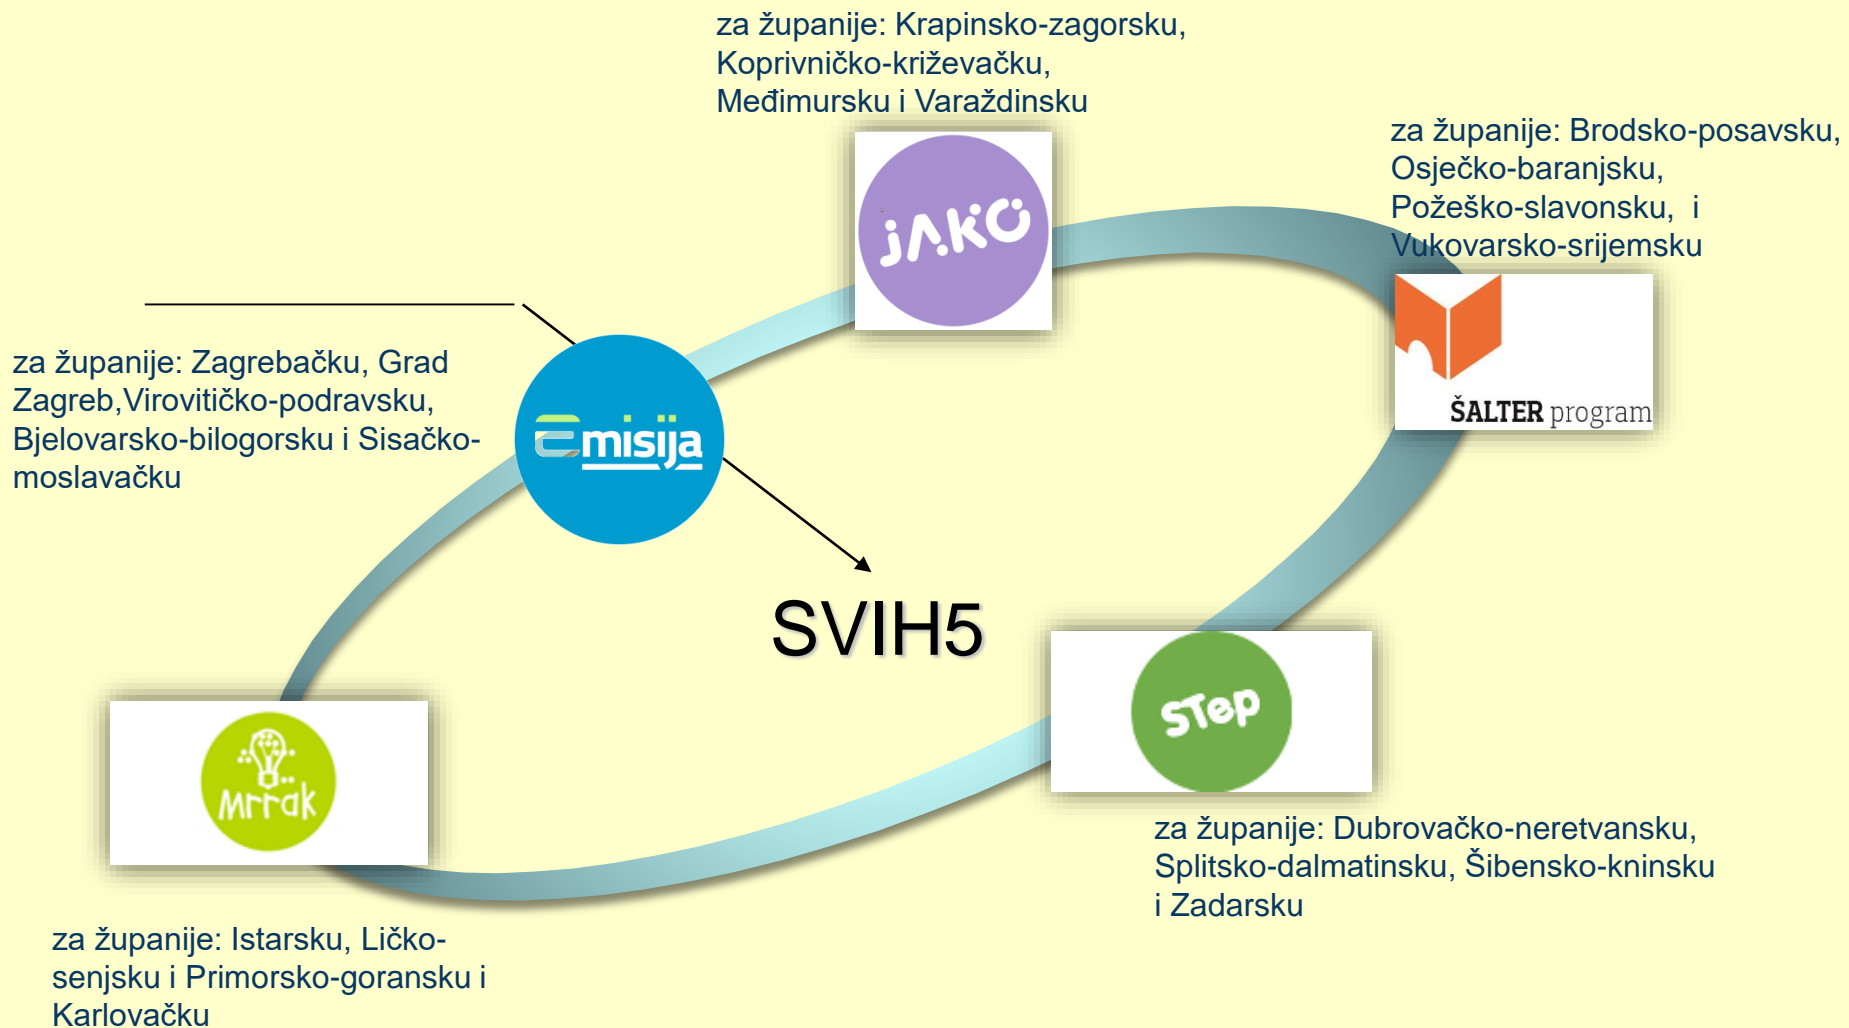 za županije: Krapinsko-zagorsku,
Koprivničko-križevačku,
Međimursku i Varaždinsku
jAKO
za županije: Brodsko-posavsku,
Osječko-baranjsku,
Požeško-slavonsku, i
Vukovarsko-srijemsku
ŠALTER program
za županije: Zagrebačku, Grad
Zagreb,Virovitičko-podravsku,
Bjelovarsko-bilogorsku i Sisačko-
moslavačku
Emisija
SVIH5
STep
za županije: Dubrovačko-neretvansku,
Splitsko-dalmatinsku, Šibensko-kninsku
i Zadarsku
Mrrak
za županije: Istarsku, Ličko-
senjsku i Primorsko-goransku i
Karlovačku